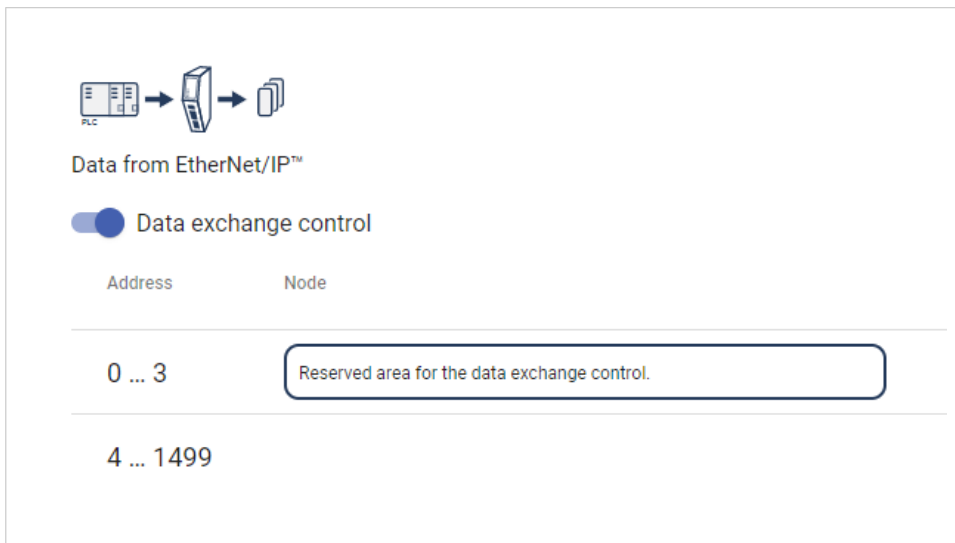 PLC
Data from EtherNet/IP™
Data exchange control
Address Node
0 ... 3 Reserved area for the data exchange control.
4 ... 1499